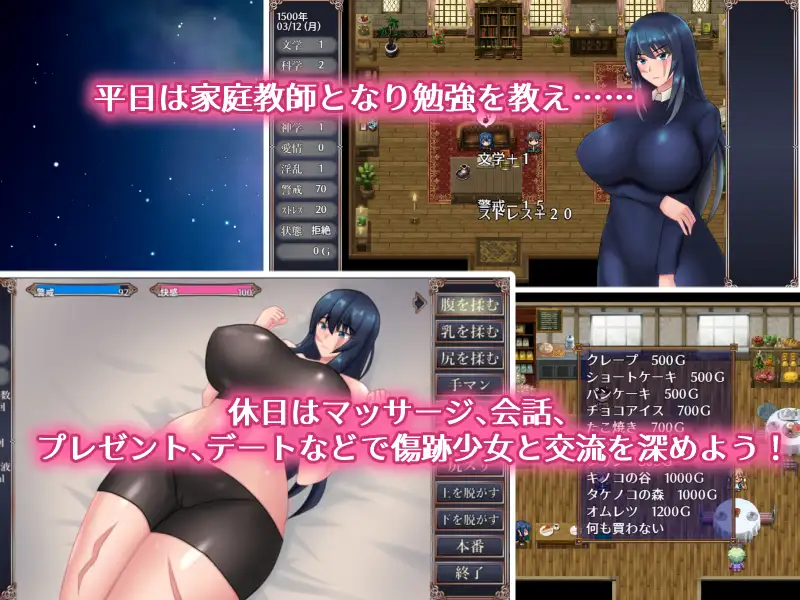 1500年
03/12(月)
文学 1
科学 2
平日は家庭教師となり勉強を教え……
神学 1
愛情 0
淫乱 1
警戒 70
ストレス 20
状態 拒絶
0G
文学+1
警戒-15
ストレス+20
警戒 92
快感 100
腹を揉む
乳を揉む
尻を揉む
手マン
上を脱がす
下を脱がす
本番
終了
休日はマッサージ、会話、
プレゼント、デートなどで傷跡少女と交流を深めよう!
クレープ 500G
ショートケーキ 500G
パンケーキ 500G
チョコアイス 700G
たこ焼き 700G
キノコの谷 1000G
タケノコの森 1000G
オムレツ 1200G
何も買わない